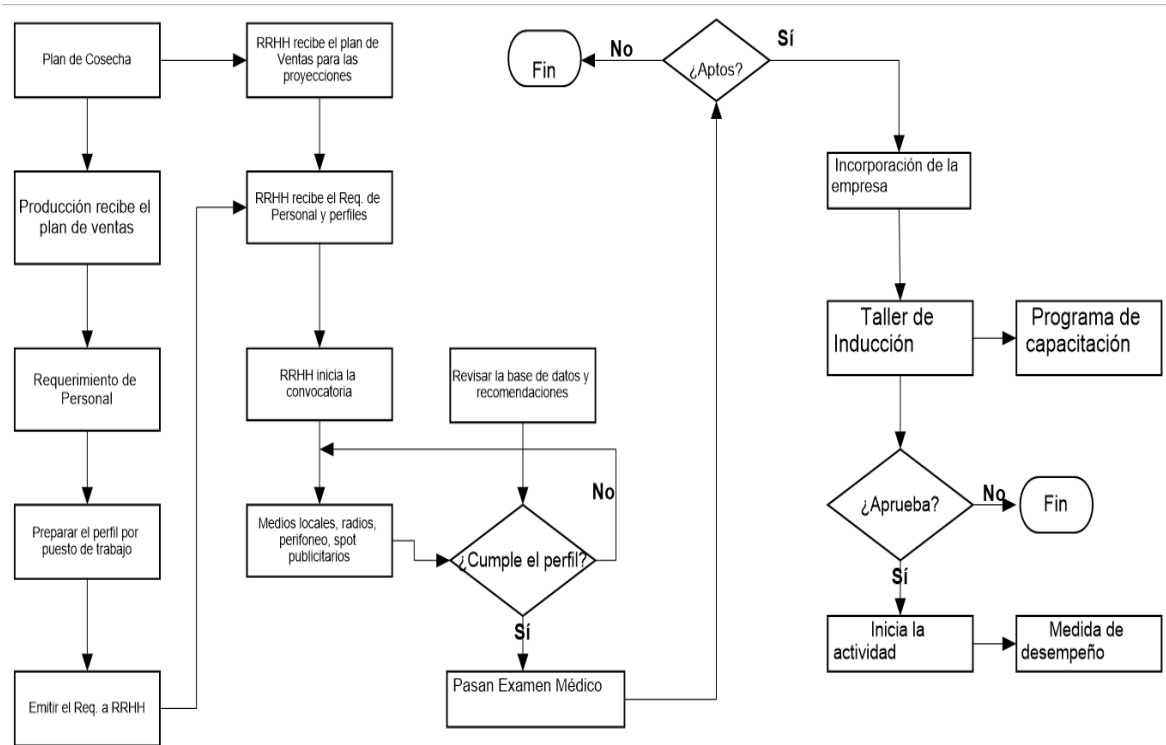 Plan de Cosecha
Producción recibe el
plan de ventas
Requerimiento de
Personal
Preparar el perfil por
puesto de trabajo
Emitir el Req. a RRHH
RRHH recibe el plan de
Ventas para las
proyecciones
RRHH recibe el Req. de
Personal y perfiles
RRHH inicia la
convocatoria
Medios locales, radios,
perifoneo, spot
publicitarios
Revisar la base de datos y
recomendaciones
¿Cumple el perfil?
No
Sí
Pasan Examen Médico
¿Aptos?
No
Fin
Sí
Incorporación de la
empresa
Taller de
Inducción
Programa de
capacitación
¿Aprueba?
No
Fin
Sí
Inicia la
actividad
Medida de
desempeño